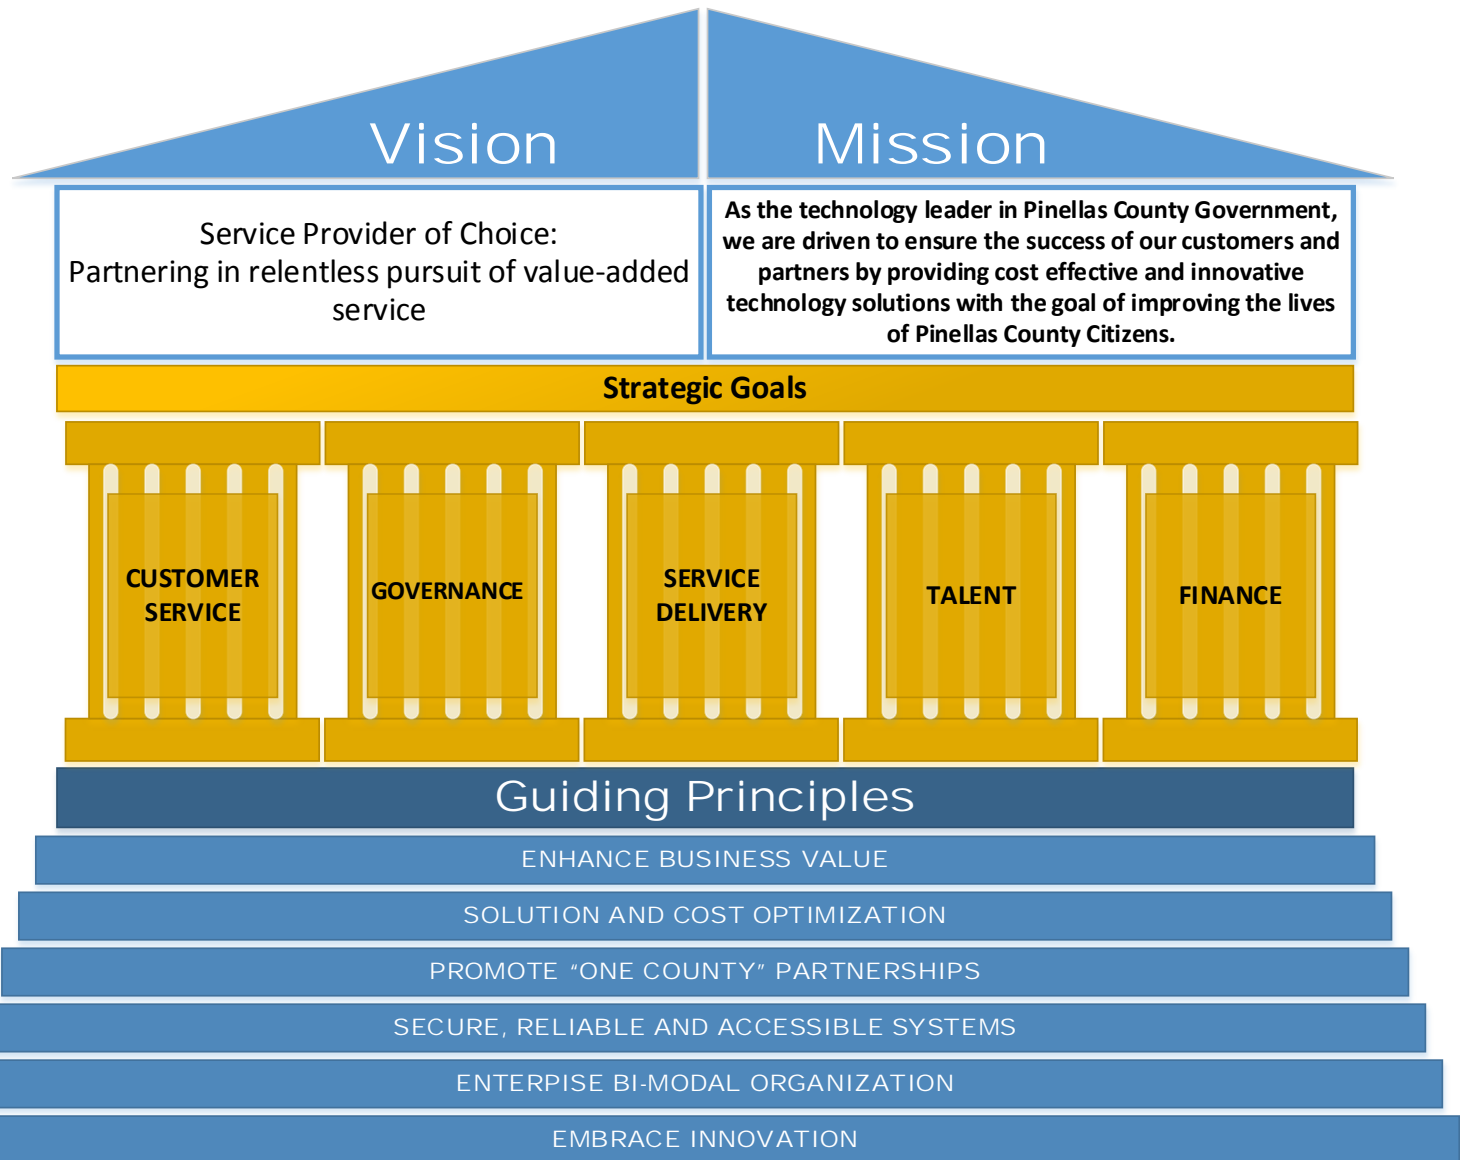 Vision
Mission
Service Provider of Choice:
Partnering in relentless pursuit of value-added
service
As the technology leader in Pinellas County Government,
we are driven to ensure the success of our customers and
partners by providing cost effective and innovative
technology solutions with the goal of improving the lives
of Pinellas County Citizens.
Strategic Goals
CUSTOMER
SERVICE
GOVERNANCE
SERVICE
DELIVERY
TALENT
FINANCE
Guiding Principles
ENHANCE BUSINESS VALUE
SOLUTION AND COST OPTIMIZATION
PROMOTE “ONE COUNTY” PARTNERSHIPS
SECURE, RELIABLE AND ACCESSIBLE SYSTEMS
ENTERPISE BI-MODAL ORGANIZATION
EMBRACE INNOVATION